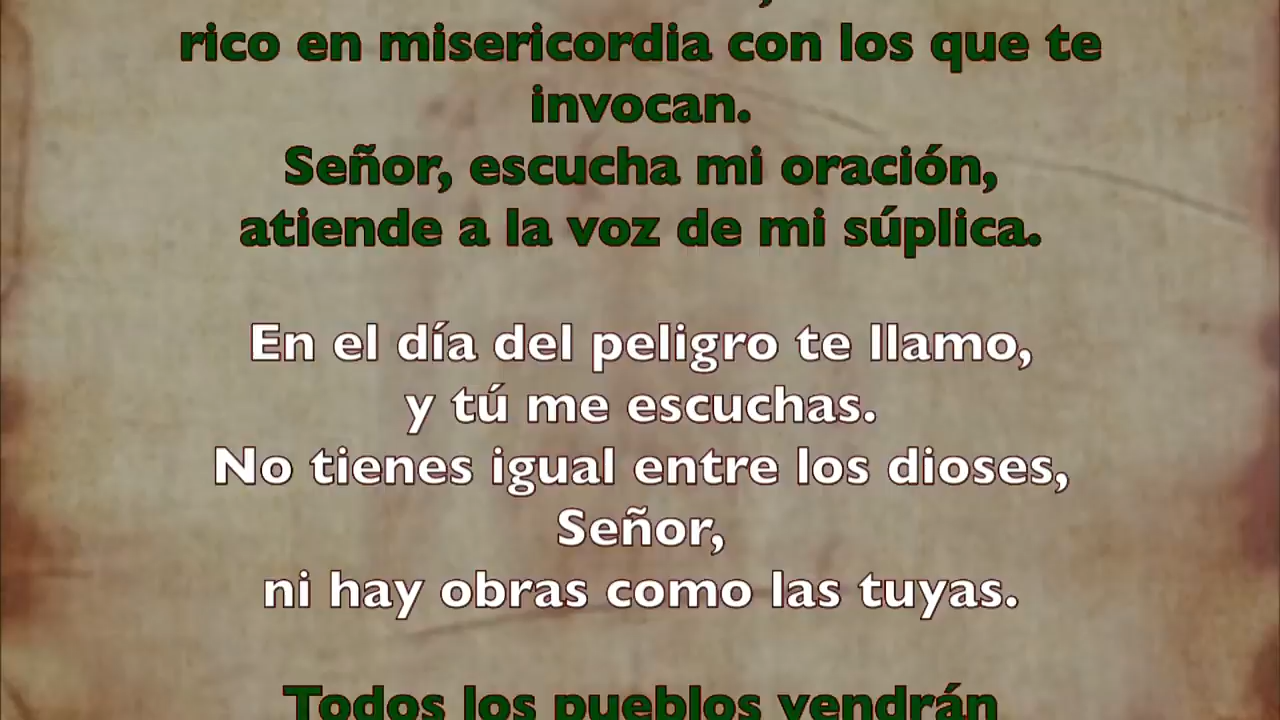 rico en misericordia con los que te
invocan.
Señor, escucha mi oración,
atiende a la voz de mi súplica.
En el día del peligro te llamo,
y tú me escuchas.
No tienes igual entre los dioses,
Señor,
ni hay obras como las tuyas.
Todos los pueblos vendrán